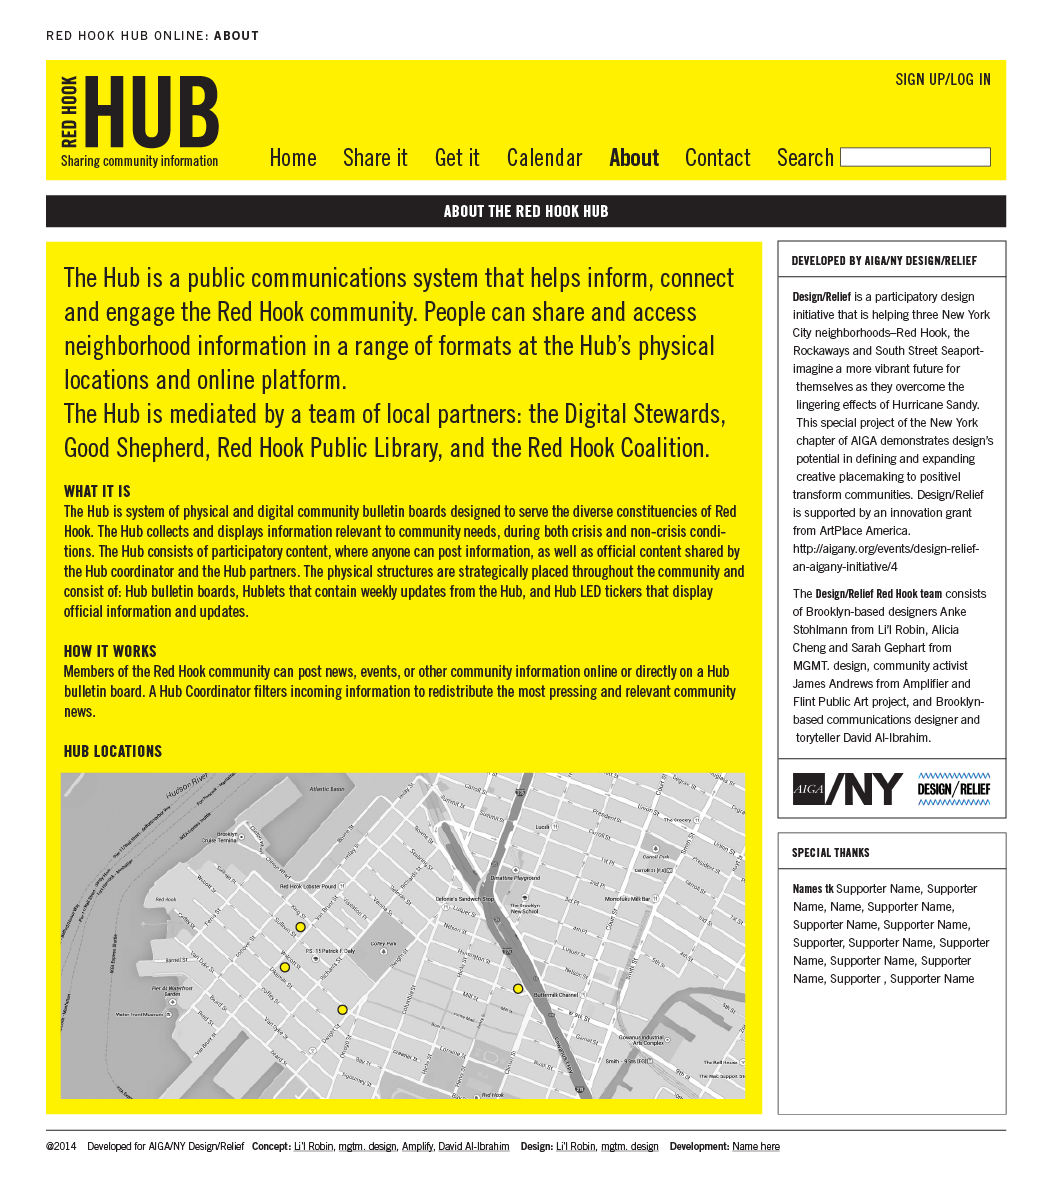 RED HOOK HUB ONLINE: ABOUT
SIGN UP/LOG IN
RED HOOK
HUB
Sharing community information
Home Share it Get it Calendar About Contact Search
ABOUT THE RED HOOK HUB
The Hub is a public communications system that helps inform, connect
and engage the Red Hook community. People can share and access
neighborhood information in a range of formats at the Hub's physical
locations and online platform.
The Hub is mediated by a team of local partners: the Digital Stewards,
Good Shepherd, Red Hook Public Library, and the Red Hook Coalition.
WHAT IT IS
The Hub is system of physical and digital community bulletin boards designed to serve the diverse constituencies of Red
Hook. The Hub collects and displays information relevant to community needs, during both crisis and non-crisis condi-
tions. The Hub consists of participatory content, where anyone can post information, as well as official content shared by
the Hub coordinator and the Hub partners. The physical structures are strategically placed throughout the community and
consist of: Hub bulletin boards, Hublets that contain weekly updates from the Hub, and Hub LED tickers that display
official information and updates.
HOW IT WORKS
Members of the Red Hook community can post news, events, or other community information online or directly on a Hub
bulletin board. A Hub Coordinator filters incoming information to redistribute the most pressing and relevant community
news.
HUB LOCATIONS
Hudson River
Atlantic Basin
Brooklyn
Cruise Terminal
Red Hook Lobster Pound
Red Hook
P.S. 15 Patrick F. Daly
Coffey Park
Pier 44 Waterfront
Garden
Waterfront Museum
Defonte's Sandwich Shop
Dimattina Playground
The Brooklyn
New School
Lucali
Carroll Park
Carroll St [F,G]
Monteleone
Buttermilk Channel
Gowanus Industrial
Arts Complex
Smith - 9 Sts [F,G]
The Bell House
Red Hook
DEVELOPED BY AIGA/NY DESIGN/RELIEF
Design/Relief is a participatory design
initiative that is helping three New York
City neighborhoods–Red Hook, the
Rockaways and South Street Seaport-
imagine a more vibrant future for
themselves as they overcome the
lingering effects of Hurricane Sandy.
This special project of the New York
chapter of AIGA demonstrates design's
potential in defining and expanding
creative placemaking to positivel
transform communities. Design/Relief
is supported by an innovation grant
from ArtPlace America.
http://aigany.org/events/design-relief-
an-aigany-initiative/4
The Design/Relief Red Hook team consists
of Brooklyn-based designers Anke
Stohlmann from Li'l Robin, Alicia
Cheng and Sarah Gephart from
MGMT. design, community activist
James Andrews from Amplifier and
Flint Public Art project, and Brooklyn-
based communications designer and
toryteller David Al-Ibrahim.
AIGA/NY
DESIGN/RELIEF
SPECIAL THANKS
Names tk Supporter Name, Supporter
Name, Name, Supporter Name,
Supporter Name, Supporter Name,
Supporter, Supporter Name, Supporter
Name, Supporter Name, Supporter
Name, Supporter , Supporter Name
@2014 Developed for AIGA/NY Design/Relief Concept: Li'l Robin, mgtm. design, Amplify, David Al-Ibrahim Design: Li'l Robin, mgtm. design Development: Name here